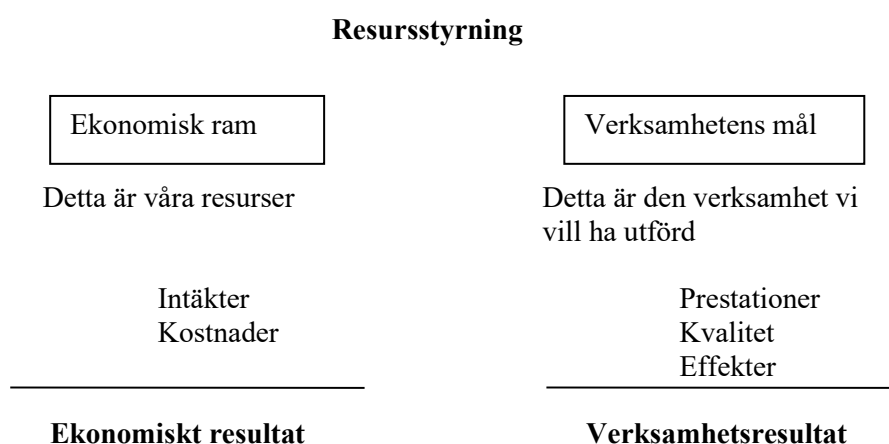 Resursstyrning
Ekonomisk ram
Detta är våra resurser
Intäkter
Kostnader
Ekonomiskt resultat
Verksamhetens mål
Detta är den verksamhet vi
vill ha utförd
Prestationer
Kvalitet
Effekter
Verksamhetsresultat